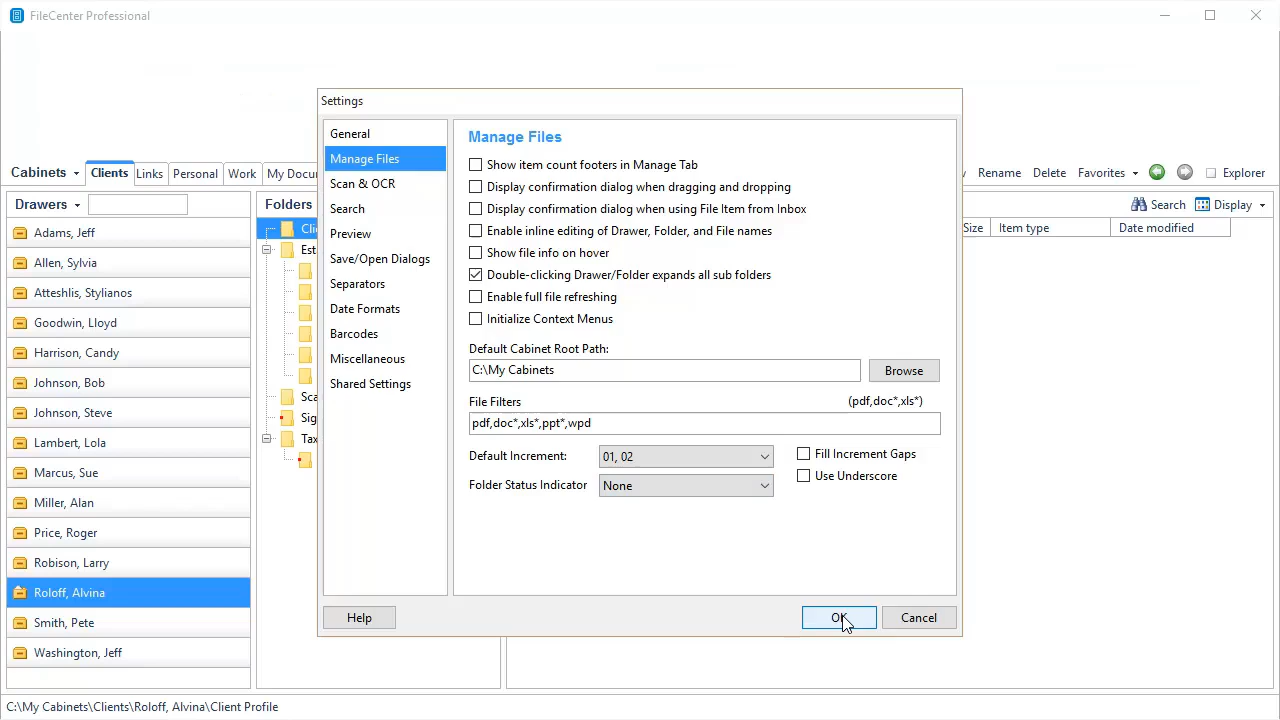 FileCenter Professional
Cabinets
Clients
Links
Personal
Work
My Docu
Rename
Delete
Favorites
Explorer
Drawers
Folders
Search
Display
Adams, Jeff
Allen, Sylvia
Atteshlis, Stylianos
Goodwin, Lloyd
Harrison, Candy
Johnson, Bob
Johnson, Steve
Lambert, Lola
Marcus, Sue
Miller, Alan
Price, Roger
Robison, Larry
Roloff, Alvina
Smith, Pete
Washington, Jeff
Clie
Est
Sca
Sig
Tax
Size
Item type
Date modified
Settings
General
Manage Files
Scan & OCR
Search
Preview
Save/Open Dialogs
Separators
Date Formats
Barcodes
Miscellaneous
Shared Settings
Manage Files
Show item count footers in Manage Tab
Display confirmation dialog when dragging and dropping
Display confirmation dialog when using File Item from Inbox
Enable inline editing of Drawer, Folder, and File names
Show file info on hover
Double-clicking Drawer/Folder expands all sub folders
Enable full file refreshing
Initialize Context Menus
Default Cabinet Root Path:
C:\My Cabinets
Browse
File Filters (pdf,doc*,xls*)
pdf,doc*,xls*,ppt*,wpd
Default Increment: 01, 02 Fill Increment Gaps
Folder Status Indicator None Use Underscore
Help
OK
Cancel
C:\My Cabinets\Clients\Roloff, Alvina\Client Profile